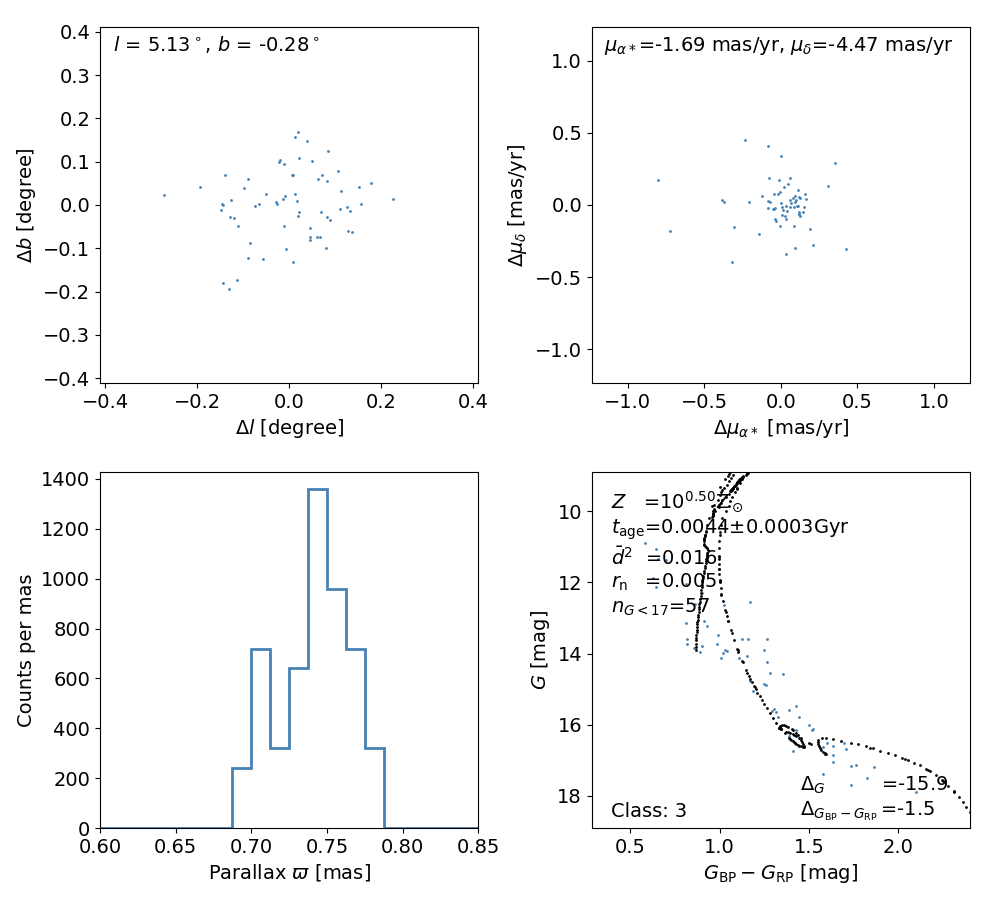 l = 5.13°, b = -0.28°
0.4
0.3
0.2
0.1
0.0
−0.1
−0.2
−0.3
−0.4
Δb [degree]
−0.4 −0.2 0.0 0.2 0.4
Δl [degree]
μα*=-1.69 mas/yr, μδ=-4.47 mas/yr
1.0
0.5
0.0
−0.5
−1.0
Δμδ [mas/yr]
−1.0 −0.5 0.0 0.5 1.0
Δμα* [mas/yr]
1400
1200
1000
800
600
400
200
0
Counts per mas
0.60 0.65 0.70 0.75 0.80 0.85
Parallax ϖ [mas]
Z =10^0.50 Z⊙
t_age=0.0044±0.0003Gyr
d̄² =0.016
r_n =0.005
n_G<17=57
10
12
14
16
18
G [mag]
Δ_G =-15.9
Δ_GBP−GRP =-1.5
Class: 3
0.5 1.0 1.5 2.0
G_BP − G_RP [mag]